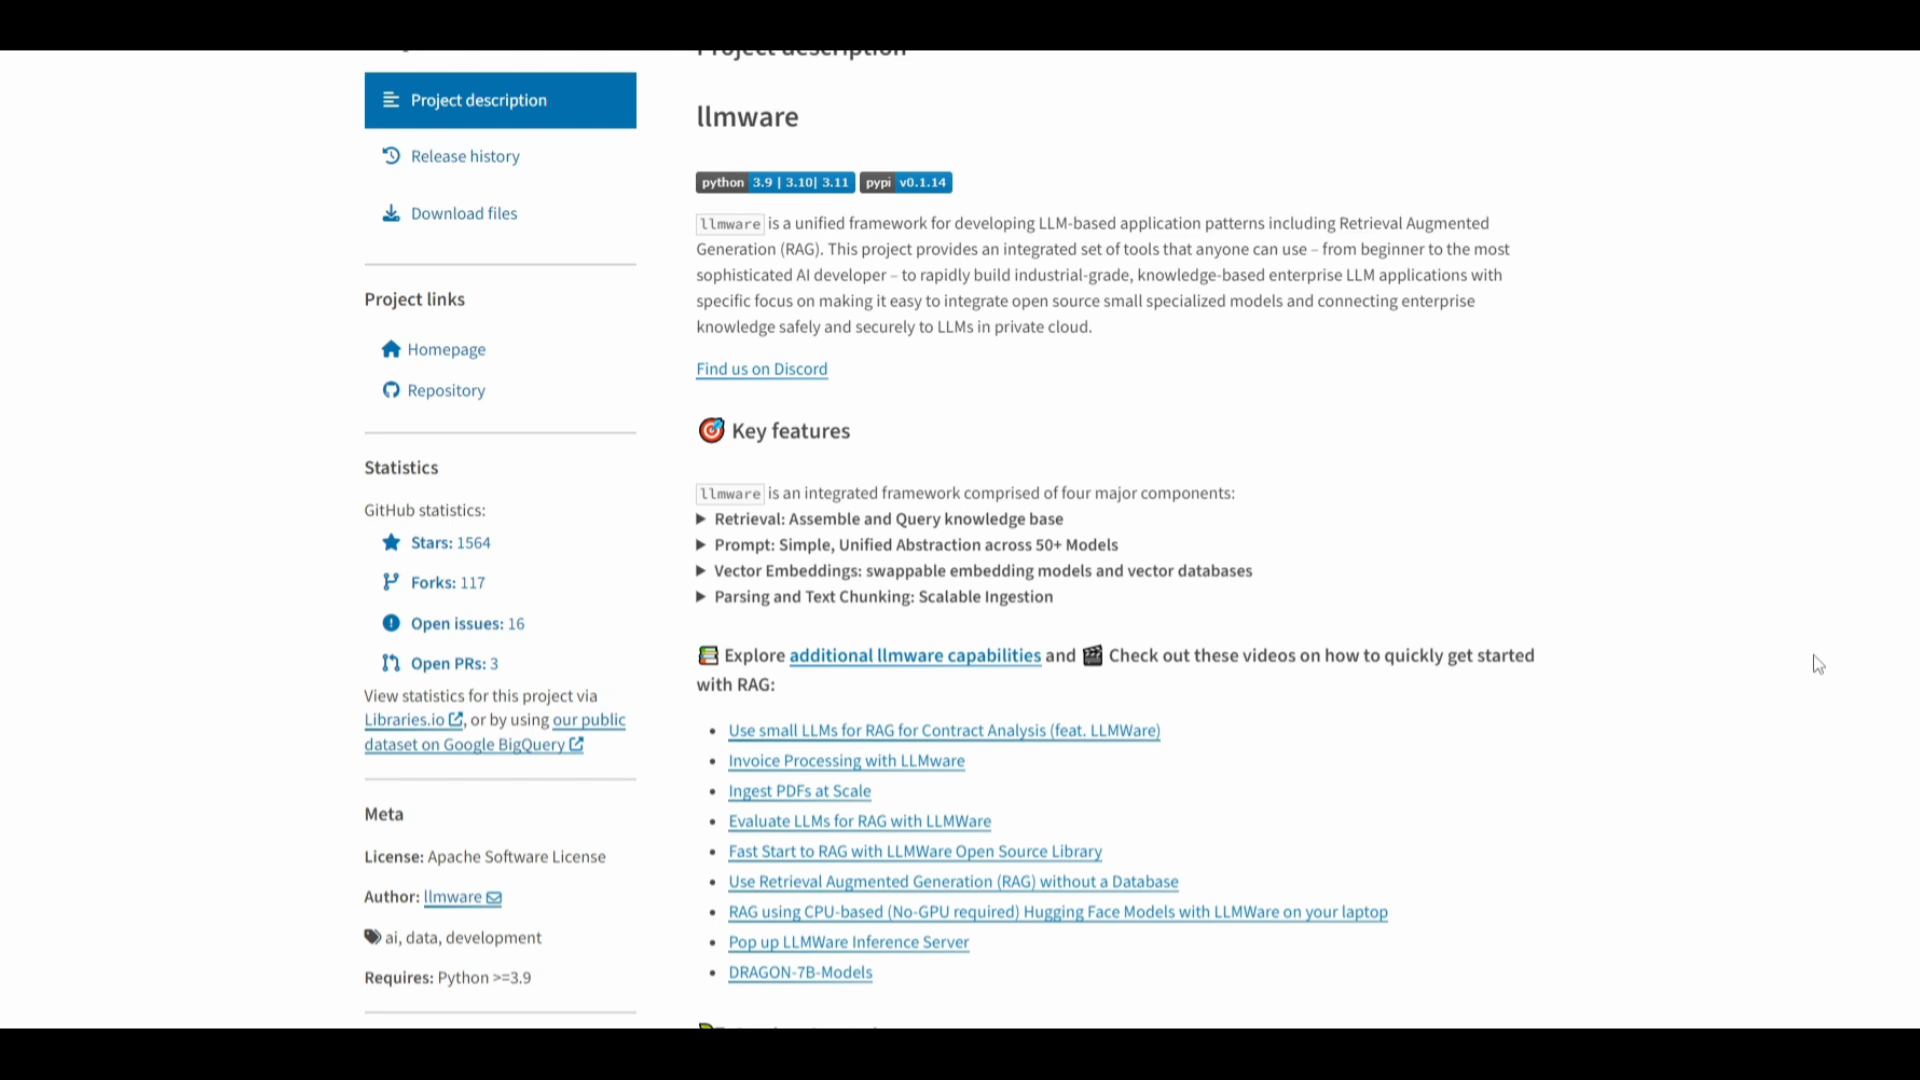 Project description
Release history
Download files
Project links
Homepage
Repository
Statistics
GitHub statistics:
Stars: 1564
Forks: 117
Open issues: 16
Open PRs: 3
View statistics for this project via
Libraries.io, or by using our public
dataset on Google BigQuery
Meta
License: Apache Software License
Author: llmware
ai, data, development
Requires: Python >=3.9
Project description
llmware
python 3.9 | 3.10| 3.11 pypi v0.1.14
llmware is a unified framework for developing LLM-based application patterns including Retrieval Augmented
Generation (RAG). This project provides an integrated set of tools that anyone can use – from beginner to the most
sophisticated AI developer – to rapidly build industrial-grade, knowledge-based enterprise LLM applications with
specific focus on making it easy to integrate open source small specialized models and connecting enterprise
knowledge safely and securely to LLMs in private cloud.
Find us on Discord
Key features
llmware is an integrated framework comprised of four major components:
Retrieval: Assemble and Query knowledge base
Prompt: Simple, Unified Abstraction across 50+ Models
Vector Embeddings: swappable embedding models and vector databases
Parsing and Text Chunking: Scalable Ingestion
Explore additional llmware capabilities and Check out these videos on how to quickly get started
with RAG:
Use small LLMs for RAG for Contract Analysis (feat. LLMWare)
Invoice Processing with LLMware
Ingest PDFs at Scale
Evaluate LLMs for RAG with LLMWare
Fast Start to RAG with LLMWare Open Source Library
Use Retrieval Augmented Generation (RAG) without a Database
RAG using CPU-based (No-GPU required) Hugging Face Models with LLMWare on your laptop
Pop up LLMWare Inference Server
DRAGON-7B-Models